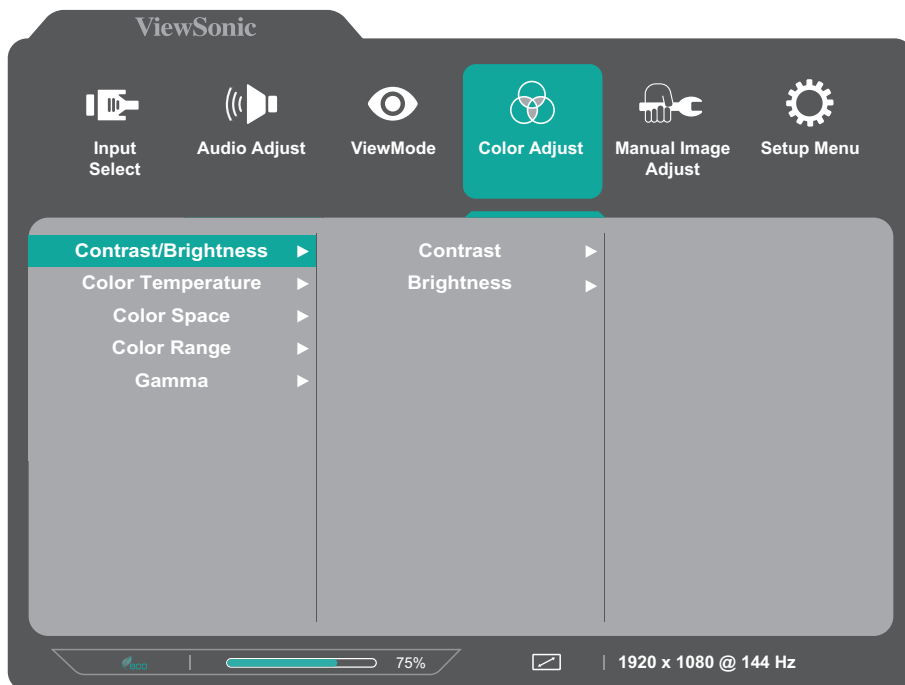 ViewSonic
Input
Select
Audio Adjust
ViewMode
Color Adjust
Manual Image
Adjust
Setup Menu
Contrast/Brightness
Color Temperature
Color Space
Color Range
Gamma
Contrast
Brightness
eco
75%
1920 x 1080 @ 144 Hz